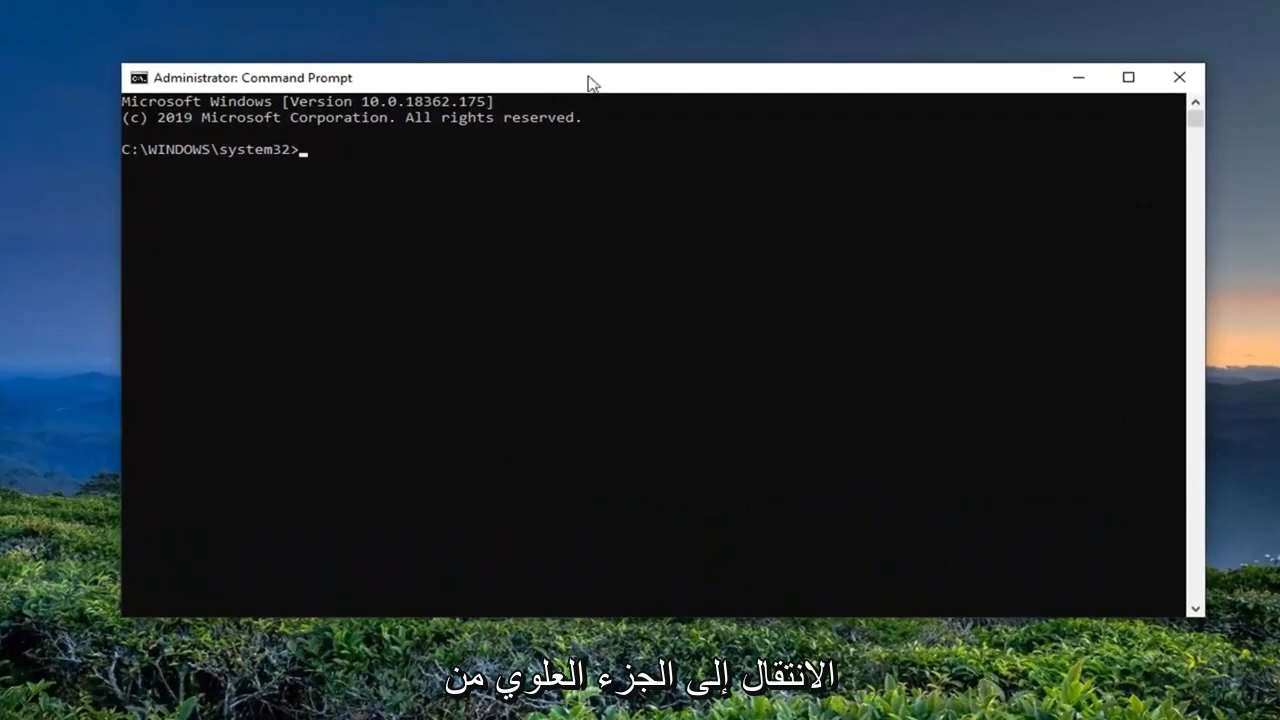 Administrator: Command Prompt
Microsoft Windows [Version 10.0.18362.175]
(c) 2019 Microsoft Corporation. All rights reserved.
C:\WINDOWS\system32>
الانتقال إلى الجزء العلوي من